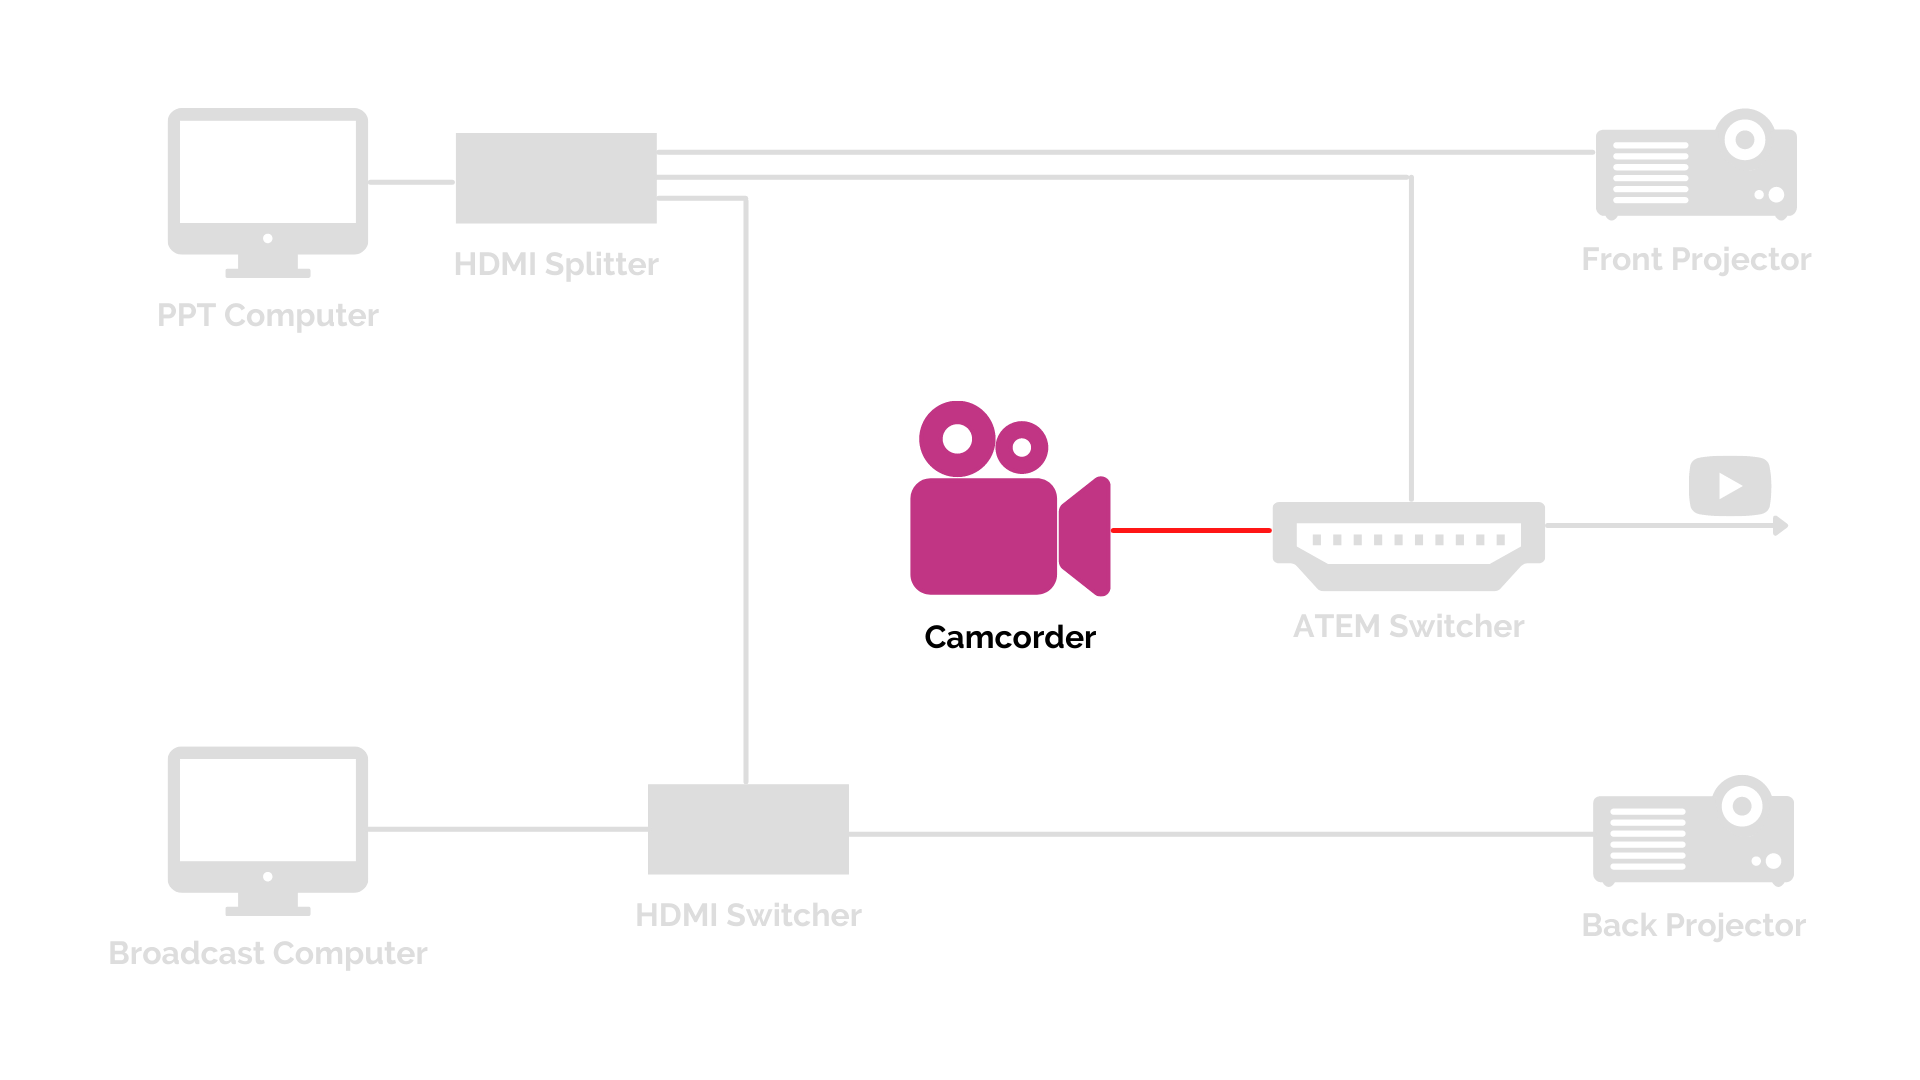 PPT Computer
HDMI Splitter
Front Projector
Camcorder
ATEM Switcher
Broadcast Computer
HDMI Switcher
Back Projector